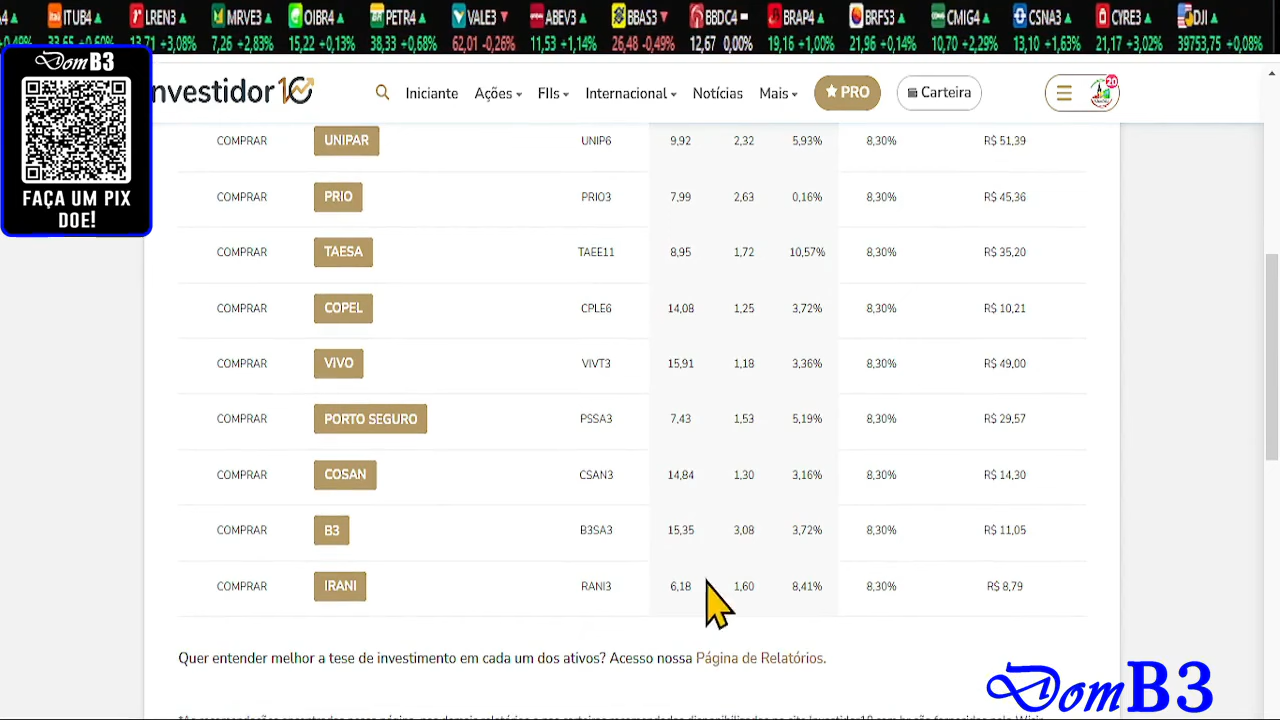 ITUB4▲ LREN3▲ MRVE3▲ OIBR4▲ PETR4▲ VALE3▼ ABEV3▲ BBAS3▼ BBDC4 BRAP4▲ BRFS3▲ CMIG4▲ CSNA3▲ CYRE3▲ DJI▲
33,65 +0,60% 13,71 +3,08% 7,26 +2,83% 15,22 +0,13% 38,33 +0,68% 62,01 -0,26% 11,53 +1,14% 26,48 -0,49% 12,67 0,00% 19,16 +1,00% 21,96 +0,14% 10,70 +2,29% 13,10 +1,63% 21,17 +3,02% 39753,75 +0,08%
DomB3
FAÇA UM PIX
DOE!
nvestidor 10 Iniciante Ações FIIs Internacional Notícias Mais PRO Carteira 20
COMPRAR UNIPAR UNIP6 9,92 2,32 5,93% 8,30% R$ 51,39
COMPRAR PRIO PRIO3 7,99 2,63 0,16% 8,30% R$ 45,36
COMPRAR TAESA TAEE11 8,95 1,72 10,57% 8,30% R$ 35,20
COMPRAR COPEL CPLE6 14,08 1,25 3,72% 8,30% R$ 10,21
COMPRAR VIVO VIVT3 15,91 1,18 3,36% 8,30% R$ 49,00
COMPRAR PORTO SEGURO PSSA3 7,43 1,53 5,19% 8,30% R$ 29,57
COMPRAR COSAN CSAN3 14,84 1,30 3,16% 8,30% R$ 14,30
COMPRAR B3 B3SA3 15,35 3,08 3,72% 8,30% R$ 11,05
COMPRAR IRANI RANI3 6,18 1,60 8,41% 8,30% R$ 8,79
Quer entender melhor a tese de investimento em cada um dos ativos? Acesso nossa Página de Relatórios.
DomB3